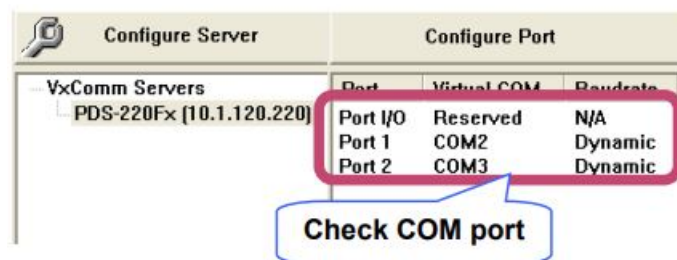 Configure Server Configure Port
VxComm Servers Port Virtual COM Baudrate
PDS-220Fx (10.1.120.220) Port I/O Reserved N/A
Port 1 COM2 Dynamic
Port 2 COM3 Dynamic
Check COM port